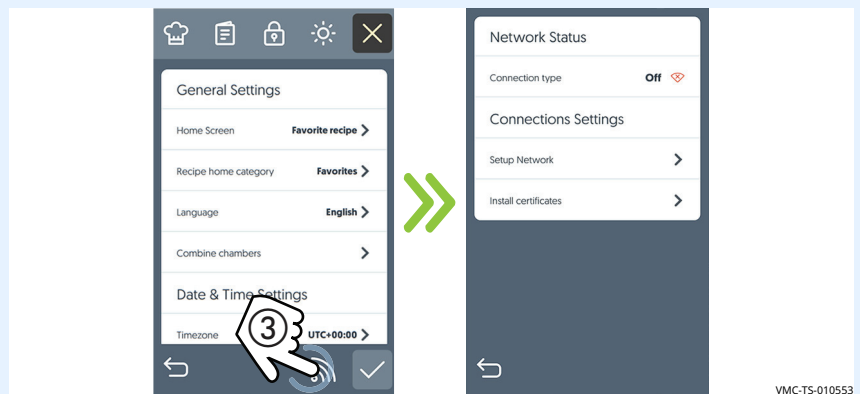 General Settings
Home Screen Favorite recipe
Recipe home category Favorites
Language English
Combine chambers
Date & Time Settings
Timezone UTC+00:00
3
Network Status
Connection type Off
Connections Settings
Setup Network
Install certificates
VMC-TS-010553